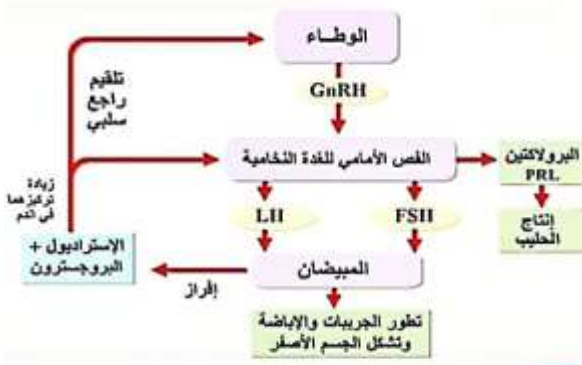 الوطـــاء
GnRH
تلقيم
راجع
سلبي
الفص الأمامي للغدة النخامية
البرولاكتين
PRL
زيادة
تركيزهما
في الدم
LH
FSH
إنتاج
الحليب
الإستراديول +
البروجسترون
إفراز
المبيضان
تطور الجريبات والإباضة
وتشكل الجسم الأصفر